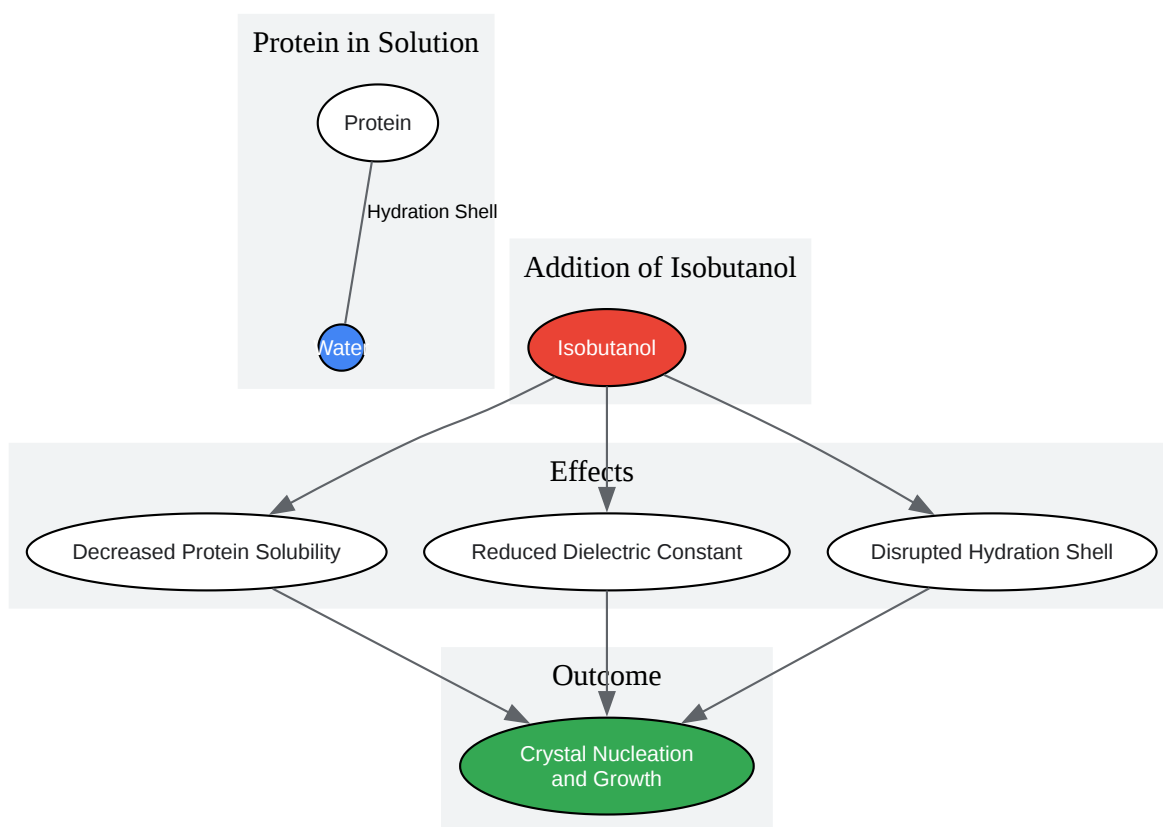 Protein in Solution
Protein
Hydration Shell
Addition of Isobutanol
Water
Isobutanol
Effects
Decreased Protein Solubility
Reduced Dielectric Constant
Disrupted Hydration Shell
Outcome
Crystal Nucleation
and Growth